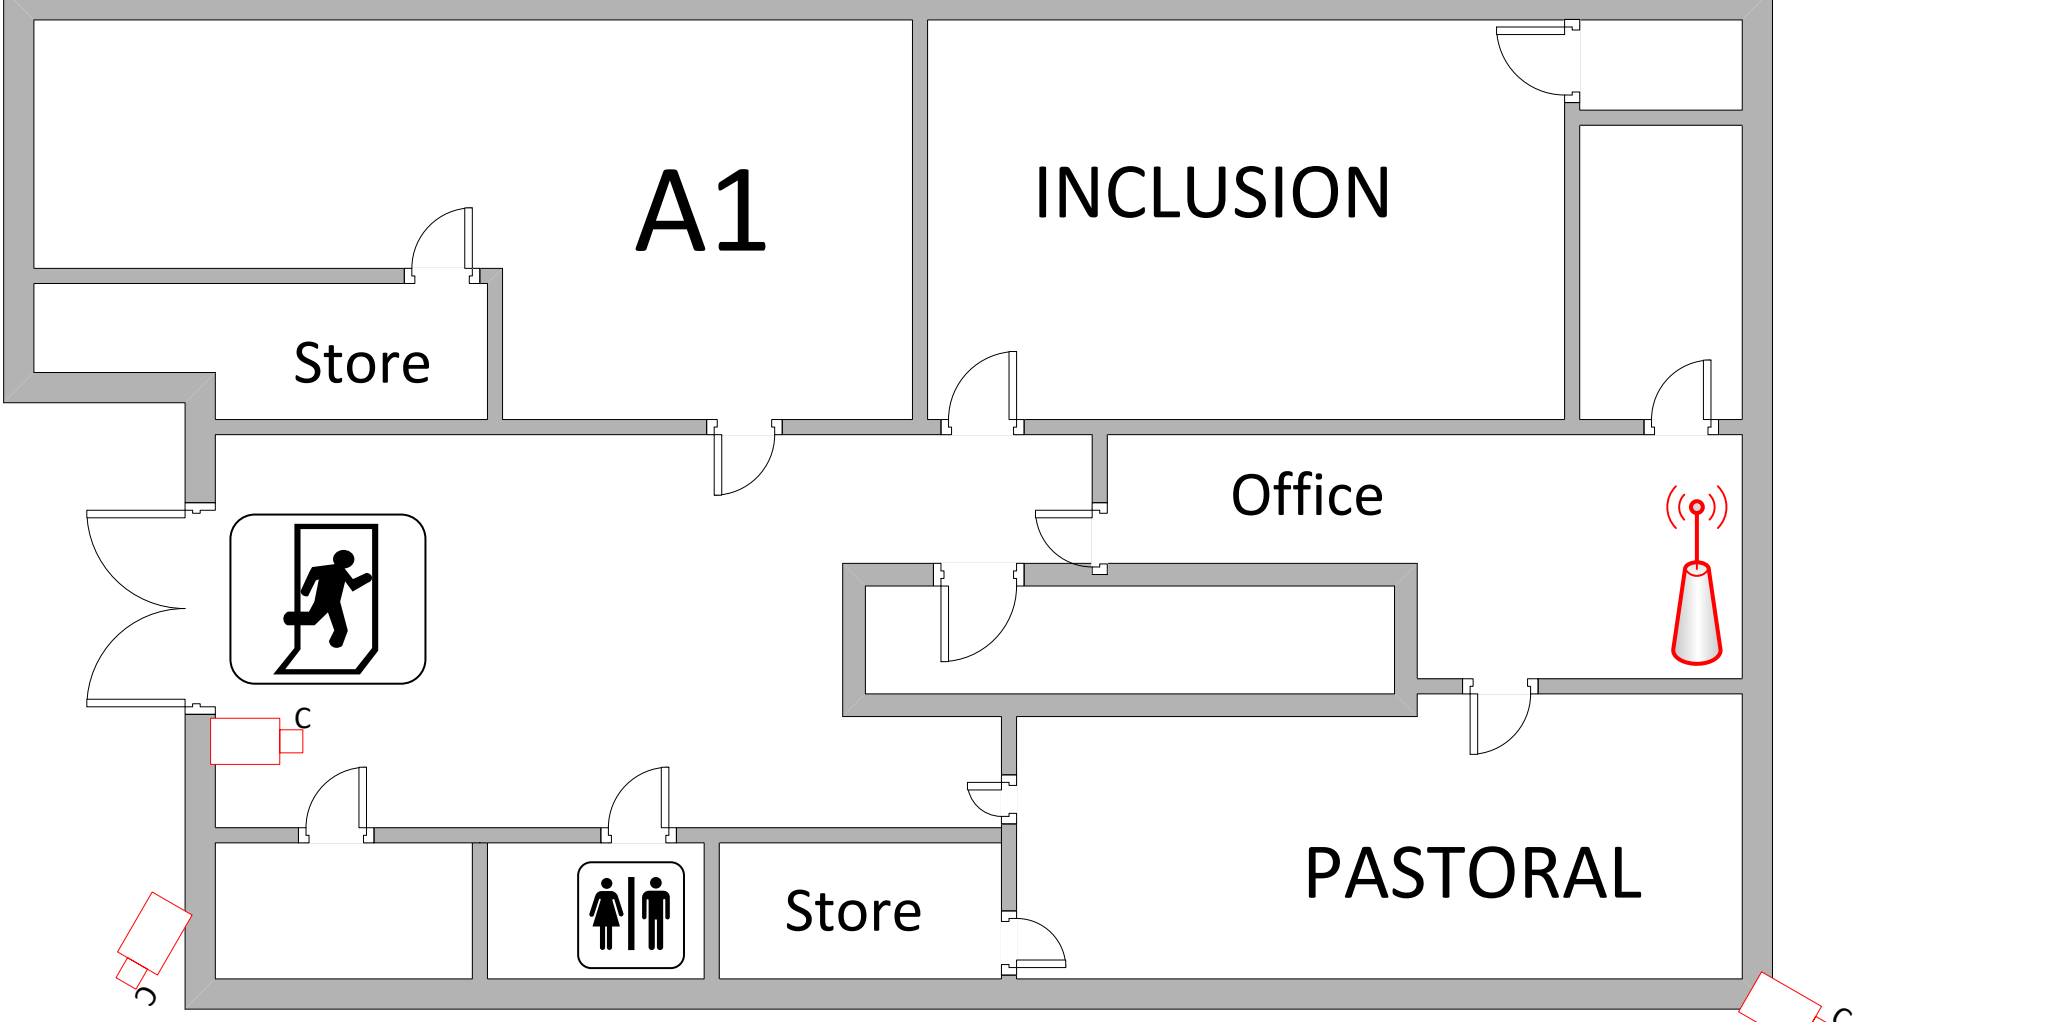 A1
INCLUSION
Store
Office
C
PASTORAL
Store
C
C